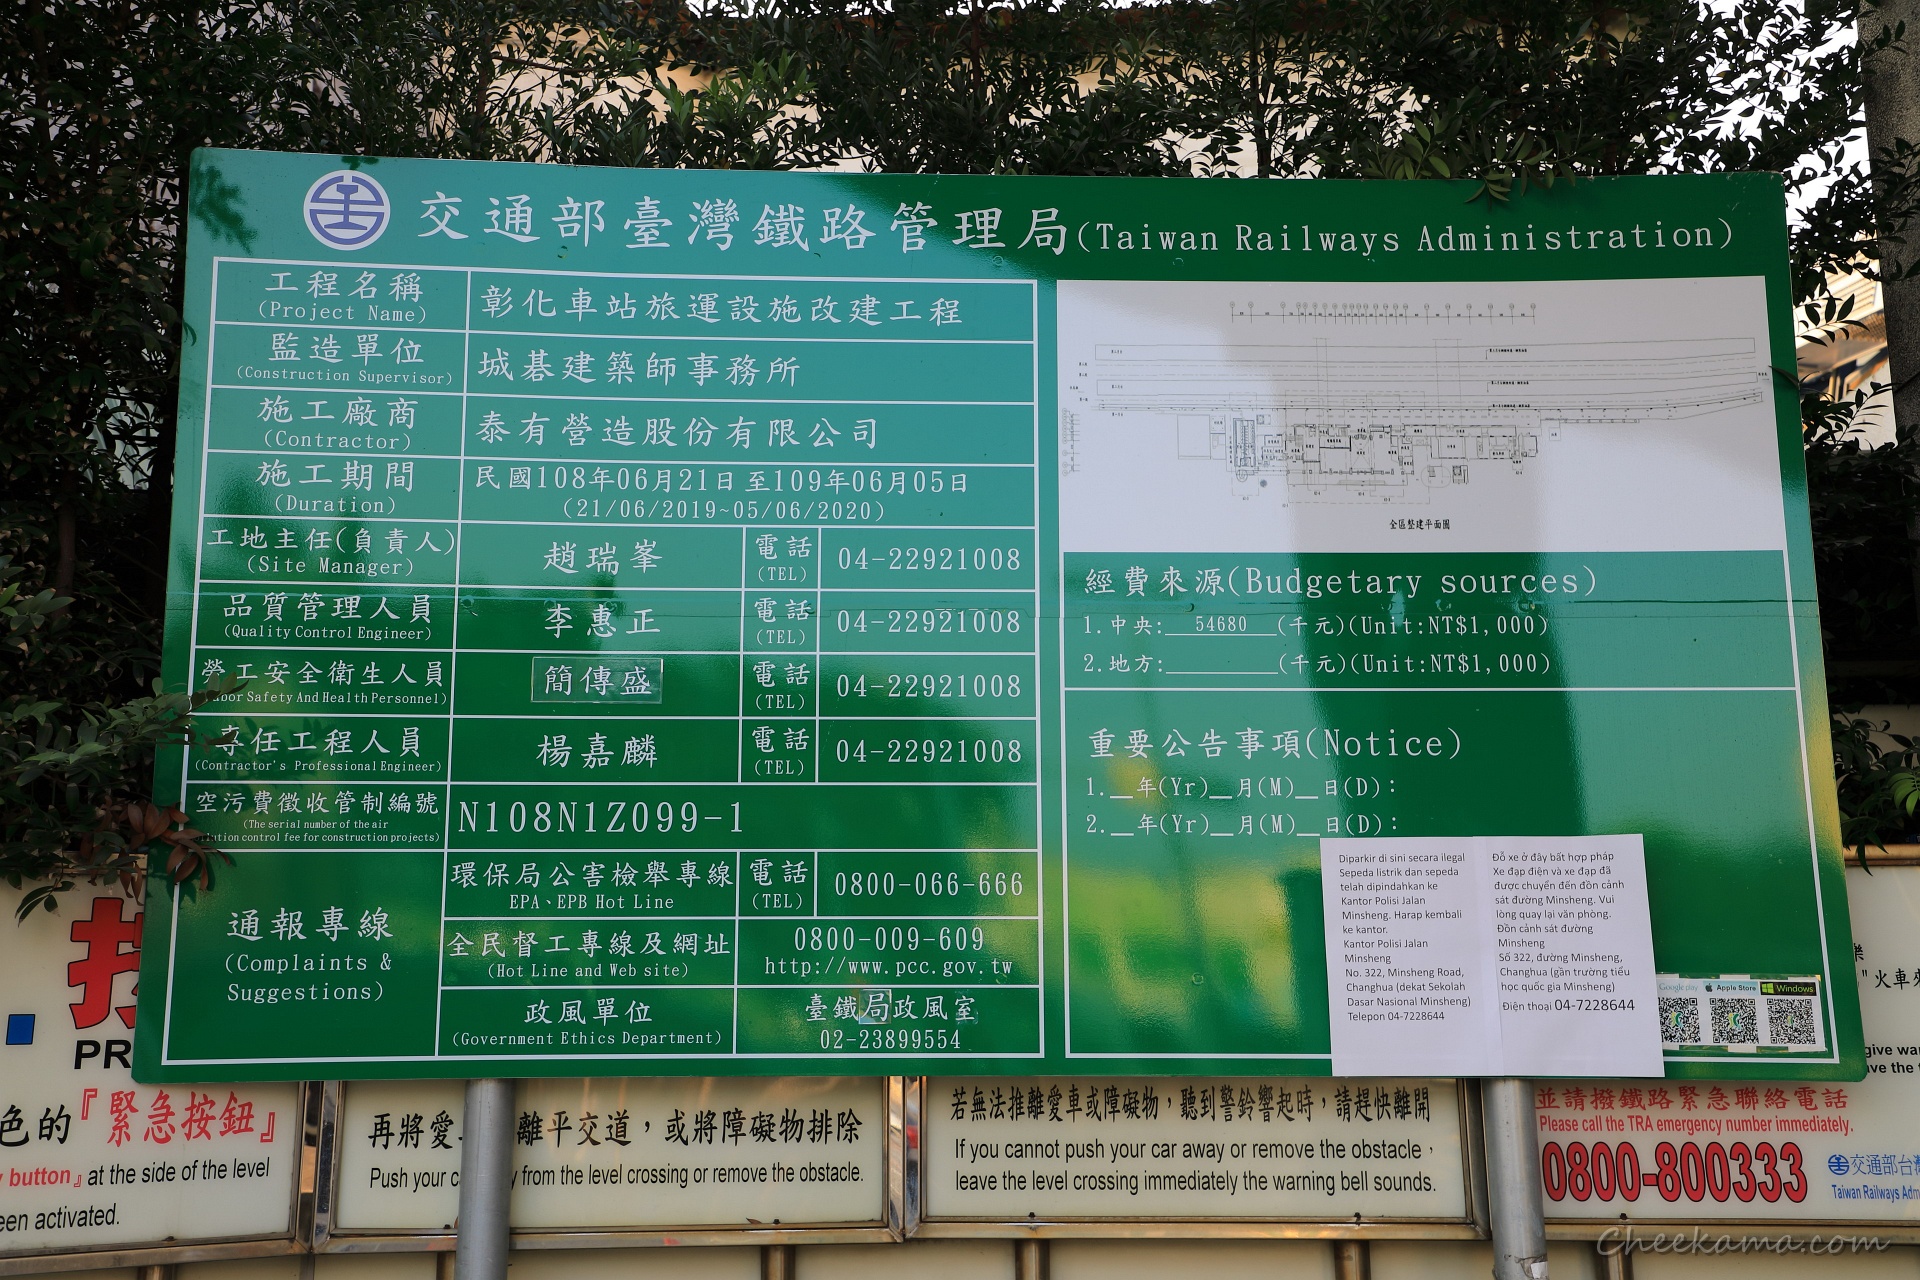 交通部臺灣鐵路管理局(Taiwan Railways Administration)
工程名稱
(Project Name)
彰化車站旅運設施改建工程
監造單位
(Construction Supervisor)
城碁建築師事務所
施工廠商
(Contractor)
泰有營造股份有限公司
施工期間
(Duration)
民國108年06月21日至109年06月05日
(21/06/2019~05/06/2020)
工地主任(負責人)
(Site Manager)
趙瑞峯
電話
(TEL)
04-22921008
品質管理人員
(Quality Control Engineer)
李惠正
電話
(TEL)
04-22921008
勞工安全衛生人員
Safety And Health Personnel)
簡傳盛
電話
(TEL)
04-22921008
專任工程人員
(Contractor's Professional Engineer)
楊嘉麟
電話
(TEL)
04-22921008
空污費徵收管制編號
(The serial number of the air
control fee for construction projects)
N108N1Z099-1
通報專線
(Complaints &
Suggestions)
環保局公害檢舉專線
EPA、EPB Hot Line
電話
(TEL)
0800-066-666
全民督工專線及網址
(Hot Line and Web site)
0800-009-609
http://www.pcc.gov.tw
政風單位
(Government Ethics Department)
臺鐵局政風室
02-23899554
全區整建平面圖
經費來源(Budgetary sources)
1.中央:54680(千元)(Unit:NT$1,000)
2.地方:______(千元)(Unit:NT$1,000)
重要公告事項(Notice)
1.__年(Yr)__月(M)__日(D):
2.__年(Yr)__月(M)__日(D):
Diparkir di sini secara ilegal
Sepeda listrik dan sepeda
telah dipindahkan ke
Kantor Polisi Jalan
Minsheng. Harap kembali
ke kantor.
Kantor Polisi Jalan
Minsheng
No. 322, Minsheng Road,
Changhua (dekat Sekolah
Dasar Nasional Minsheng)
Telepon 04-7228644
Đỗ xe ở đây bất hợp pháp
Xe đạp điện và xe đạp đã
được chuyển đến đồn cảnh
sát đường Minsheng. Vui
lòng quay lại văn phòng.
Đồn cảnh sát đường
Minsheng
Số 322, đường Minsheng,
Changhua (gần trường tiểu
học quốc gia Minsheng)
Điện thoại 04-7228644
Google play
Apple Store
Windows
PR
色的『緊急按鈕』
button』at the side of the level
een activated.
再將愛 離平交道，或將障礙物排除
Push your from the level crossing or remove the obstacle.
若無法推離愛車或障礙物，聽到警鈴響起時，請趕快離開
If you cannot push your car away or remove the obstacle，
leave the level crossing immediately the warning bell sounds.
"火車
give
the
並請撥鐵路緊急聯絡電話
Please call the TRA emergency number immediately.
0800-800333
交通部台
Taiwan Railways
Cheekama.com